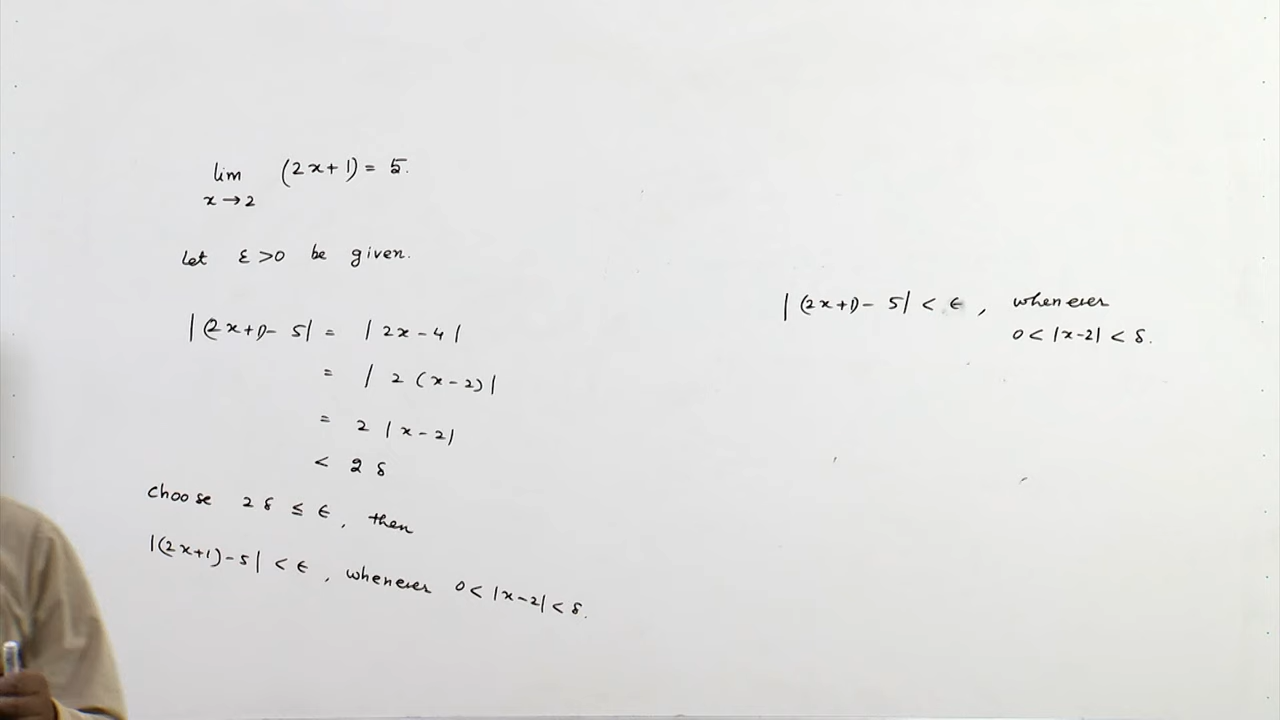 lim (2x+1) = 5.
x→2
Let ε>0 be given.
|(2x+1)- 5| = |2x-4|
= |2(x-2)|
= 2|x-2|
< 2δ
choose 2δ ≤ ϵ, then
|(2x+1)-5| < ϵ, whenever 0<|x-2|<δ.
|(2x+1)- 5| < ϵ, whenever
0<|x-2|<δ.